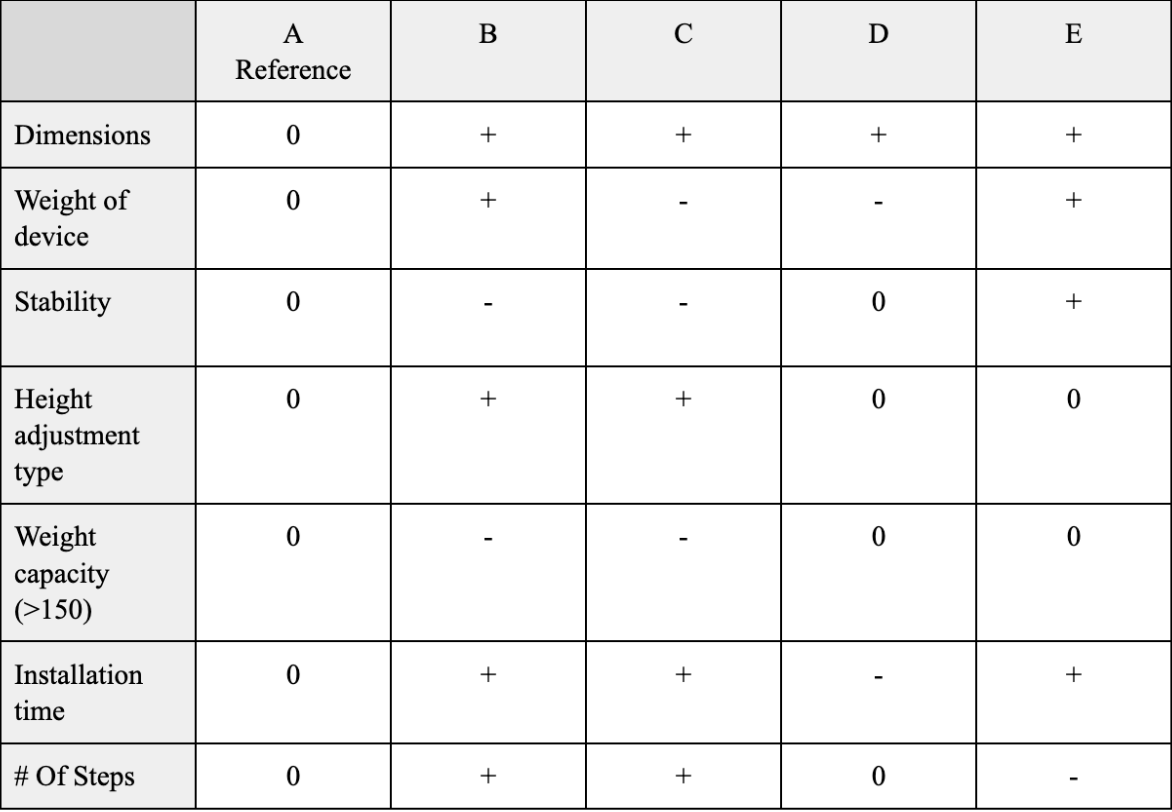 A B C D E
Reference
Dimensions 0 + + + +
Weight of 0 + - - +
device
Stability 0 - - 0 +
Height 0 + + 0 0
adjustment
type
Weight 0 - - 0 0
capacity
(>150)
Installation 0 + + - +
time
# Of Steps 0 + + 0 -